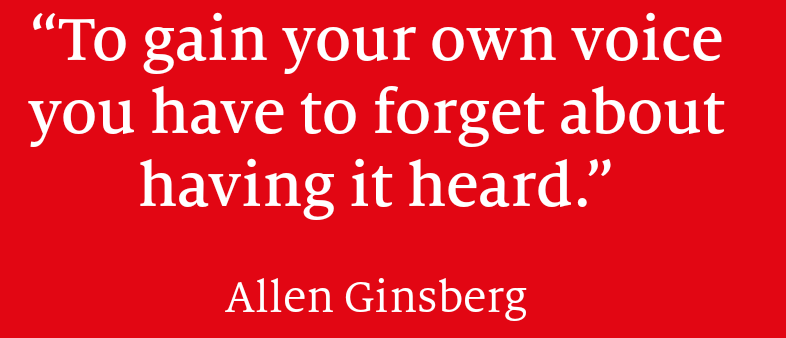 “To gain your own voice
you have to forget about
having it heard.”
Allen Ginsberg